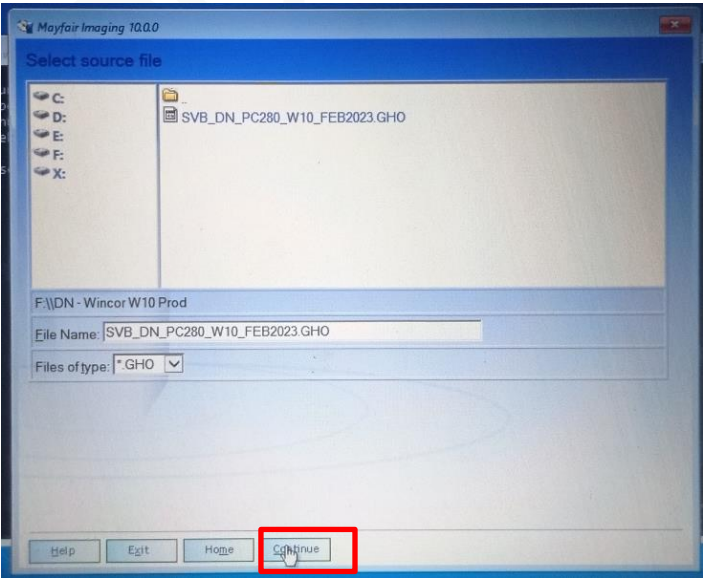 Mayfair Imaging 10.0.0
Select source file
C:
D:
E:
F:
X:
..
SVB_DN_PC280_W10_FEB2023.GHO
F:\\DN - Wincor W10 Prod
File Name: SVB_DN_PC280_W10_FEB2023.GHO
Files of type: *.GHO
Help Exit Home Continue